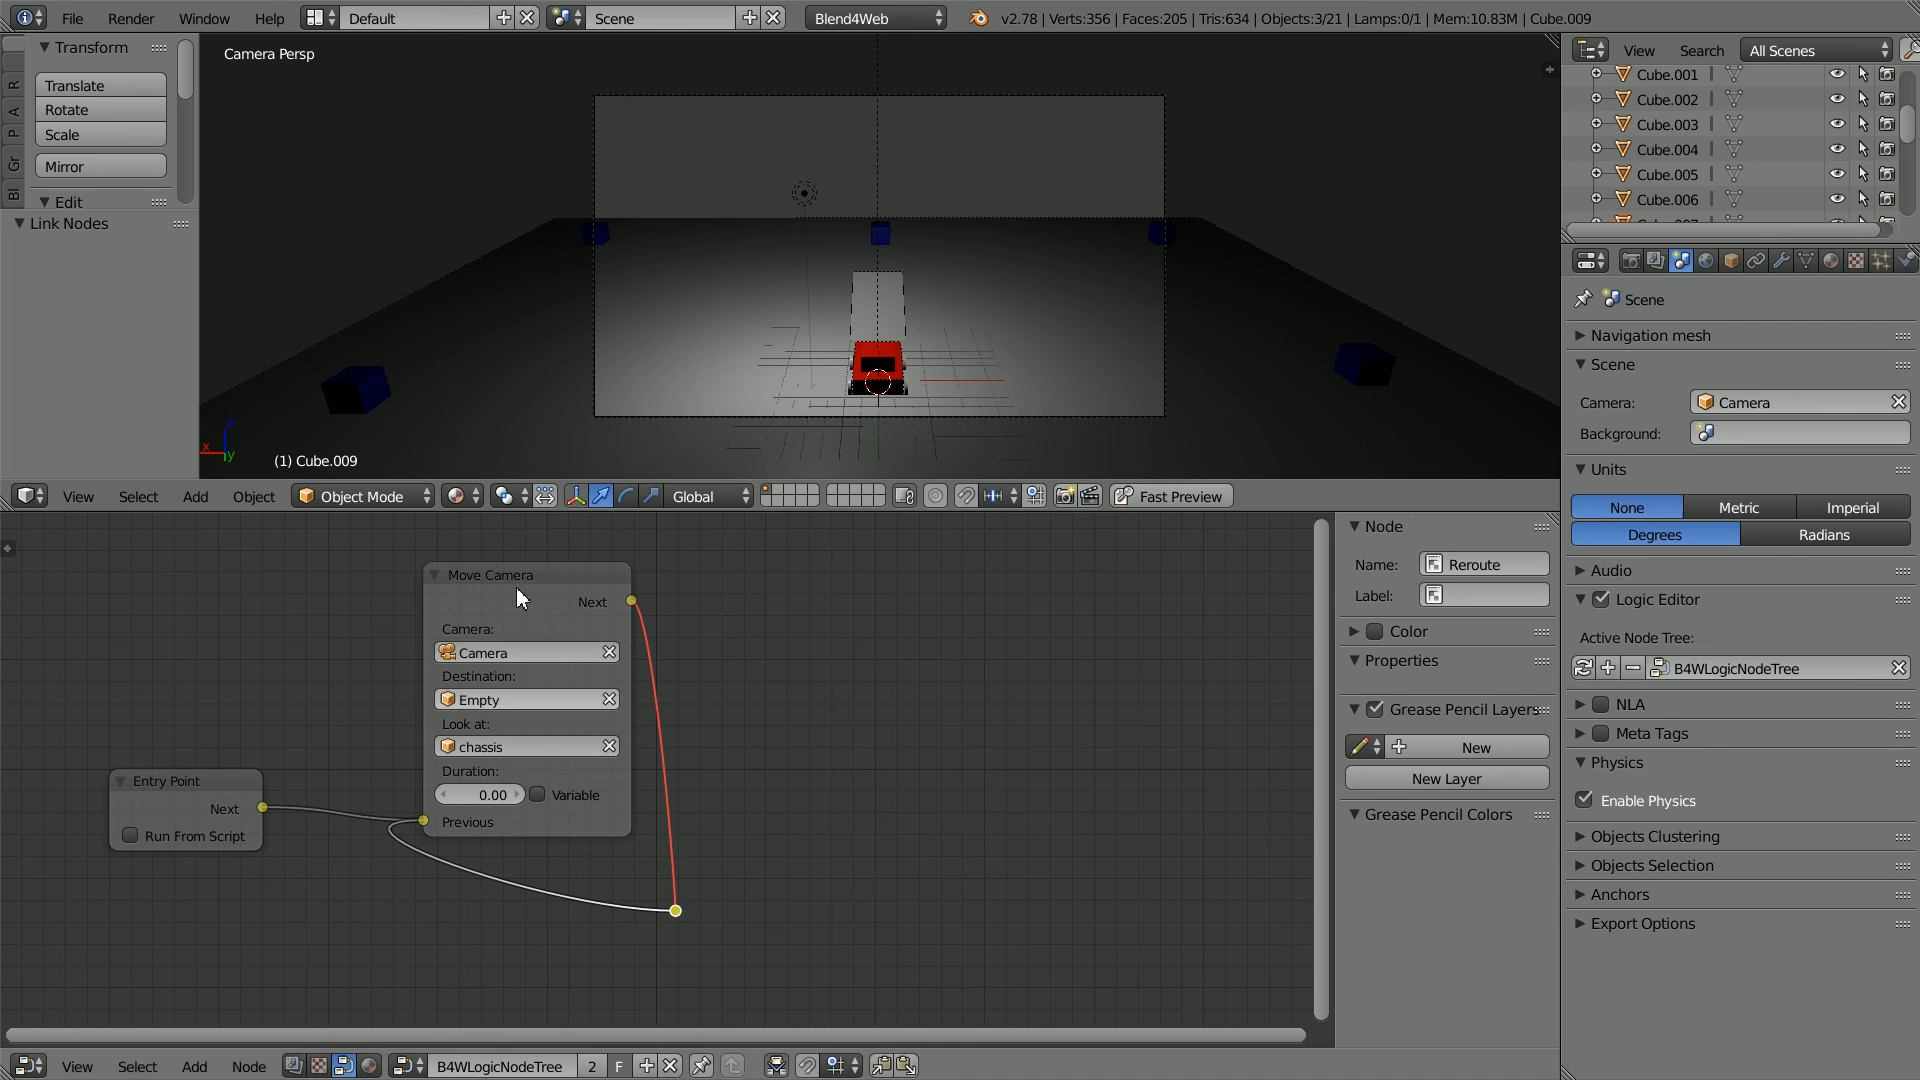 File Render Window Help Default Scene Blend4Web v2.78 | Verts:356 | Faces:205 | Tris:634 | Objects:3/21 | Lamps:0/1 | Mem:10.83M | Cube.009
Transform
Translate
Rotate
Scale
Mirror
Edit
Link Nodes
R
A
P
Gr
Bl
Camera Persp
x
z
y
(1) Cube.009
View Search All Scenes
Cube.001
Cube.002
Cube.003
Cube.004
Cube.005
Cube.006
View Select Add Object Object Mode Global Fast Preview
Move Camera
Next
Camera:
Camera
Destination:
Empty
Look at:
chassis
Duration:
0.00 Variable
Previous
Entry Point
Next
Run From Script
Node
Name: Reroute
Label:
Color
Properties
Grease Pencil Layers
New
New Layer
Grease Pencil Colors
Scene
Navigation mesh
Scene
Camera: Camera
Background:
Units
None Metric Imperial
Degrees Radians
Audio
Logic Editor
Active Node Tree:
B4WLogicNodeTree
NLA
Meta Tags
Physics
Enable Physics
Objects Clustering
Objects Selection
Anchors
Export Options
View Select Add Node B4WLogicNodeTree 2 F